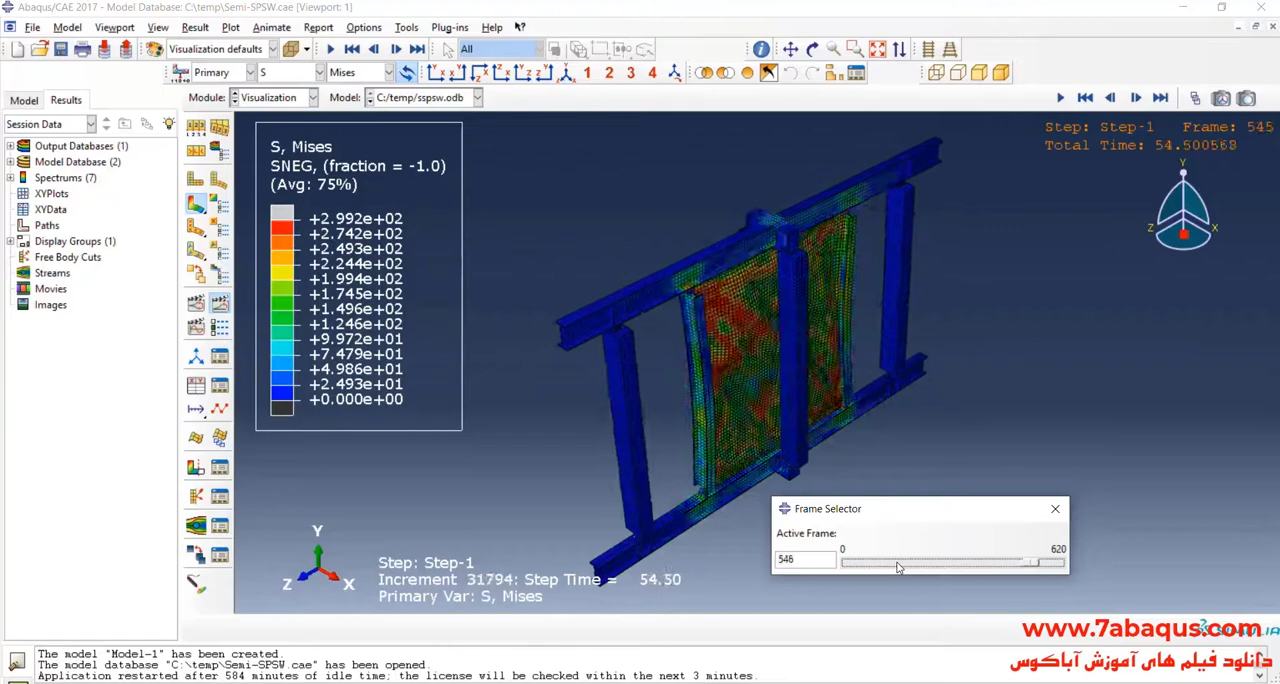 Abaqus/CAE 2017 - Model Database: C:\temp\Semi-SPSW.cae [Viewport: 1]
File Model Viewport View Result Plot Animate Report Options Tools Plug-ins Help
Visualization defaults All
Primary S Mises 1 2 3 4
Model Results Module: Visualization Model: C:/temp/sspsw.odb
Session Data
Output Databases (1)
Model Database (2)
Spectrums (7)
XYPlots
XYData
Paths
Display Groups (1)
Free Body Cuts
Streams
Movies
Images
S, Mises
SNEG, (fraction = -1.0)
(Avg: 75%)
+2.992e+02
+2.742e+02
+2.493e+02
+2.244e+02
+1.994e+02
+1.745e+02
+1.496e+02
+1.246e+02
+9.972e+01
+7.479e+01
+4.986e+01
+2.493e+01
+0.000e+00
Step: Step-1 Frame: 545
Total Time: 54.500568
Y
Z X
Frame Selector
Active Frame:
0 620
546
Y
Z X
Step: Step-1
Increment 31794: Step Time = 54.50
Primary Var: S, Mises
www.7abaqus.com
دانلود فیلم های آموزش آباکوس
The model "Model-1" has been created.
The model database "C:\temp\Semi-SPSW.cae" has been opened.
Application restarted after 584 minutes of idle time; the license will be checked within the next 3 minutes.